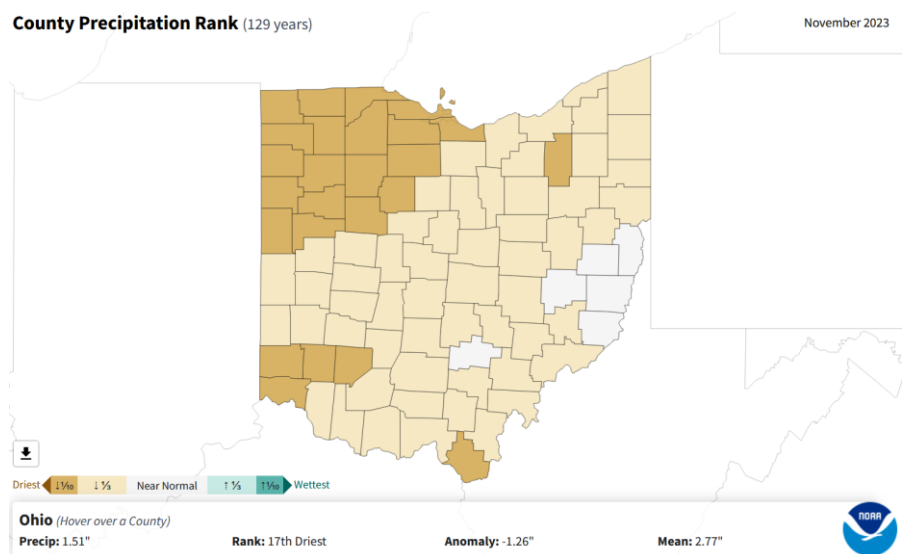 County Precipitation Rank (129 years)
November 2023
Driest ↓⅒ ↓⅓ Near Normal ↑⅓ ↑⅒ Wettest
Ohio (Hover over a County)
Precip: 1.51" Rank: 17th Driest Anomaly: -1.26" Mean: 2.77"
NOAA